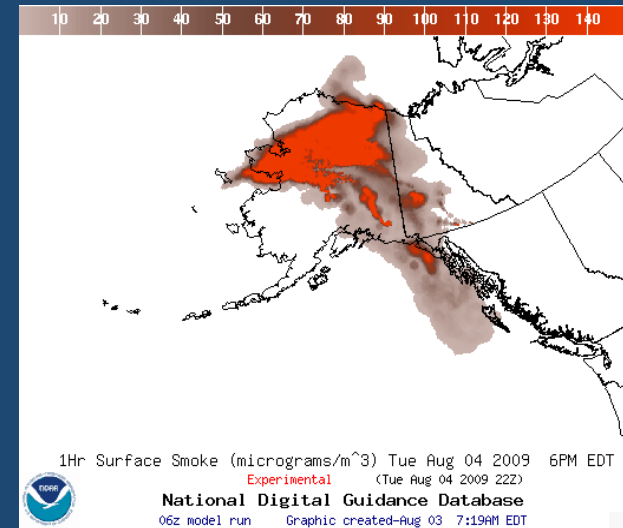 10 20 30 40 50 60 70 80 90 100 110 120 130 140
1Hr Surface Smoke (micrograms/m^3) Tue Aug 04 2009 6PM EDT
Experimental (Tue Aug 04 2009 22Z)
NOAA
National Digital Guidance Database
06z model run Graphic created-Aug 03 7:19AM EDT